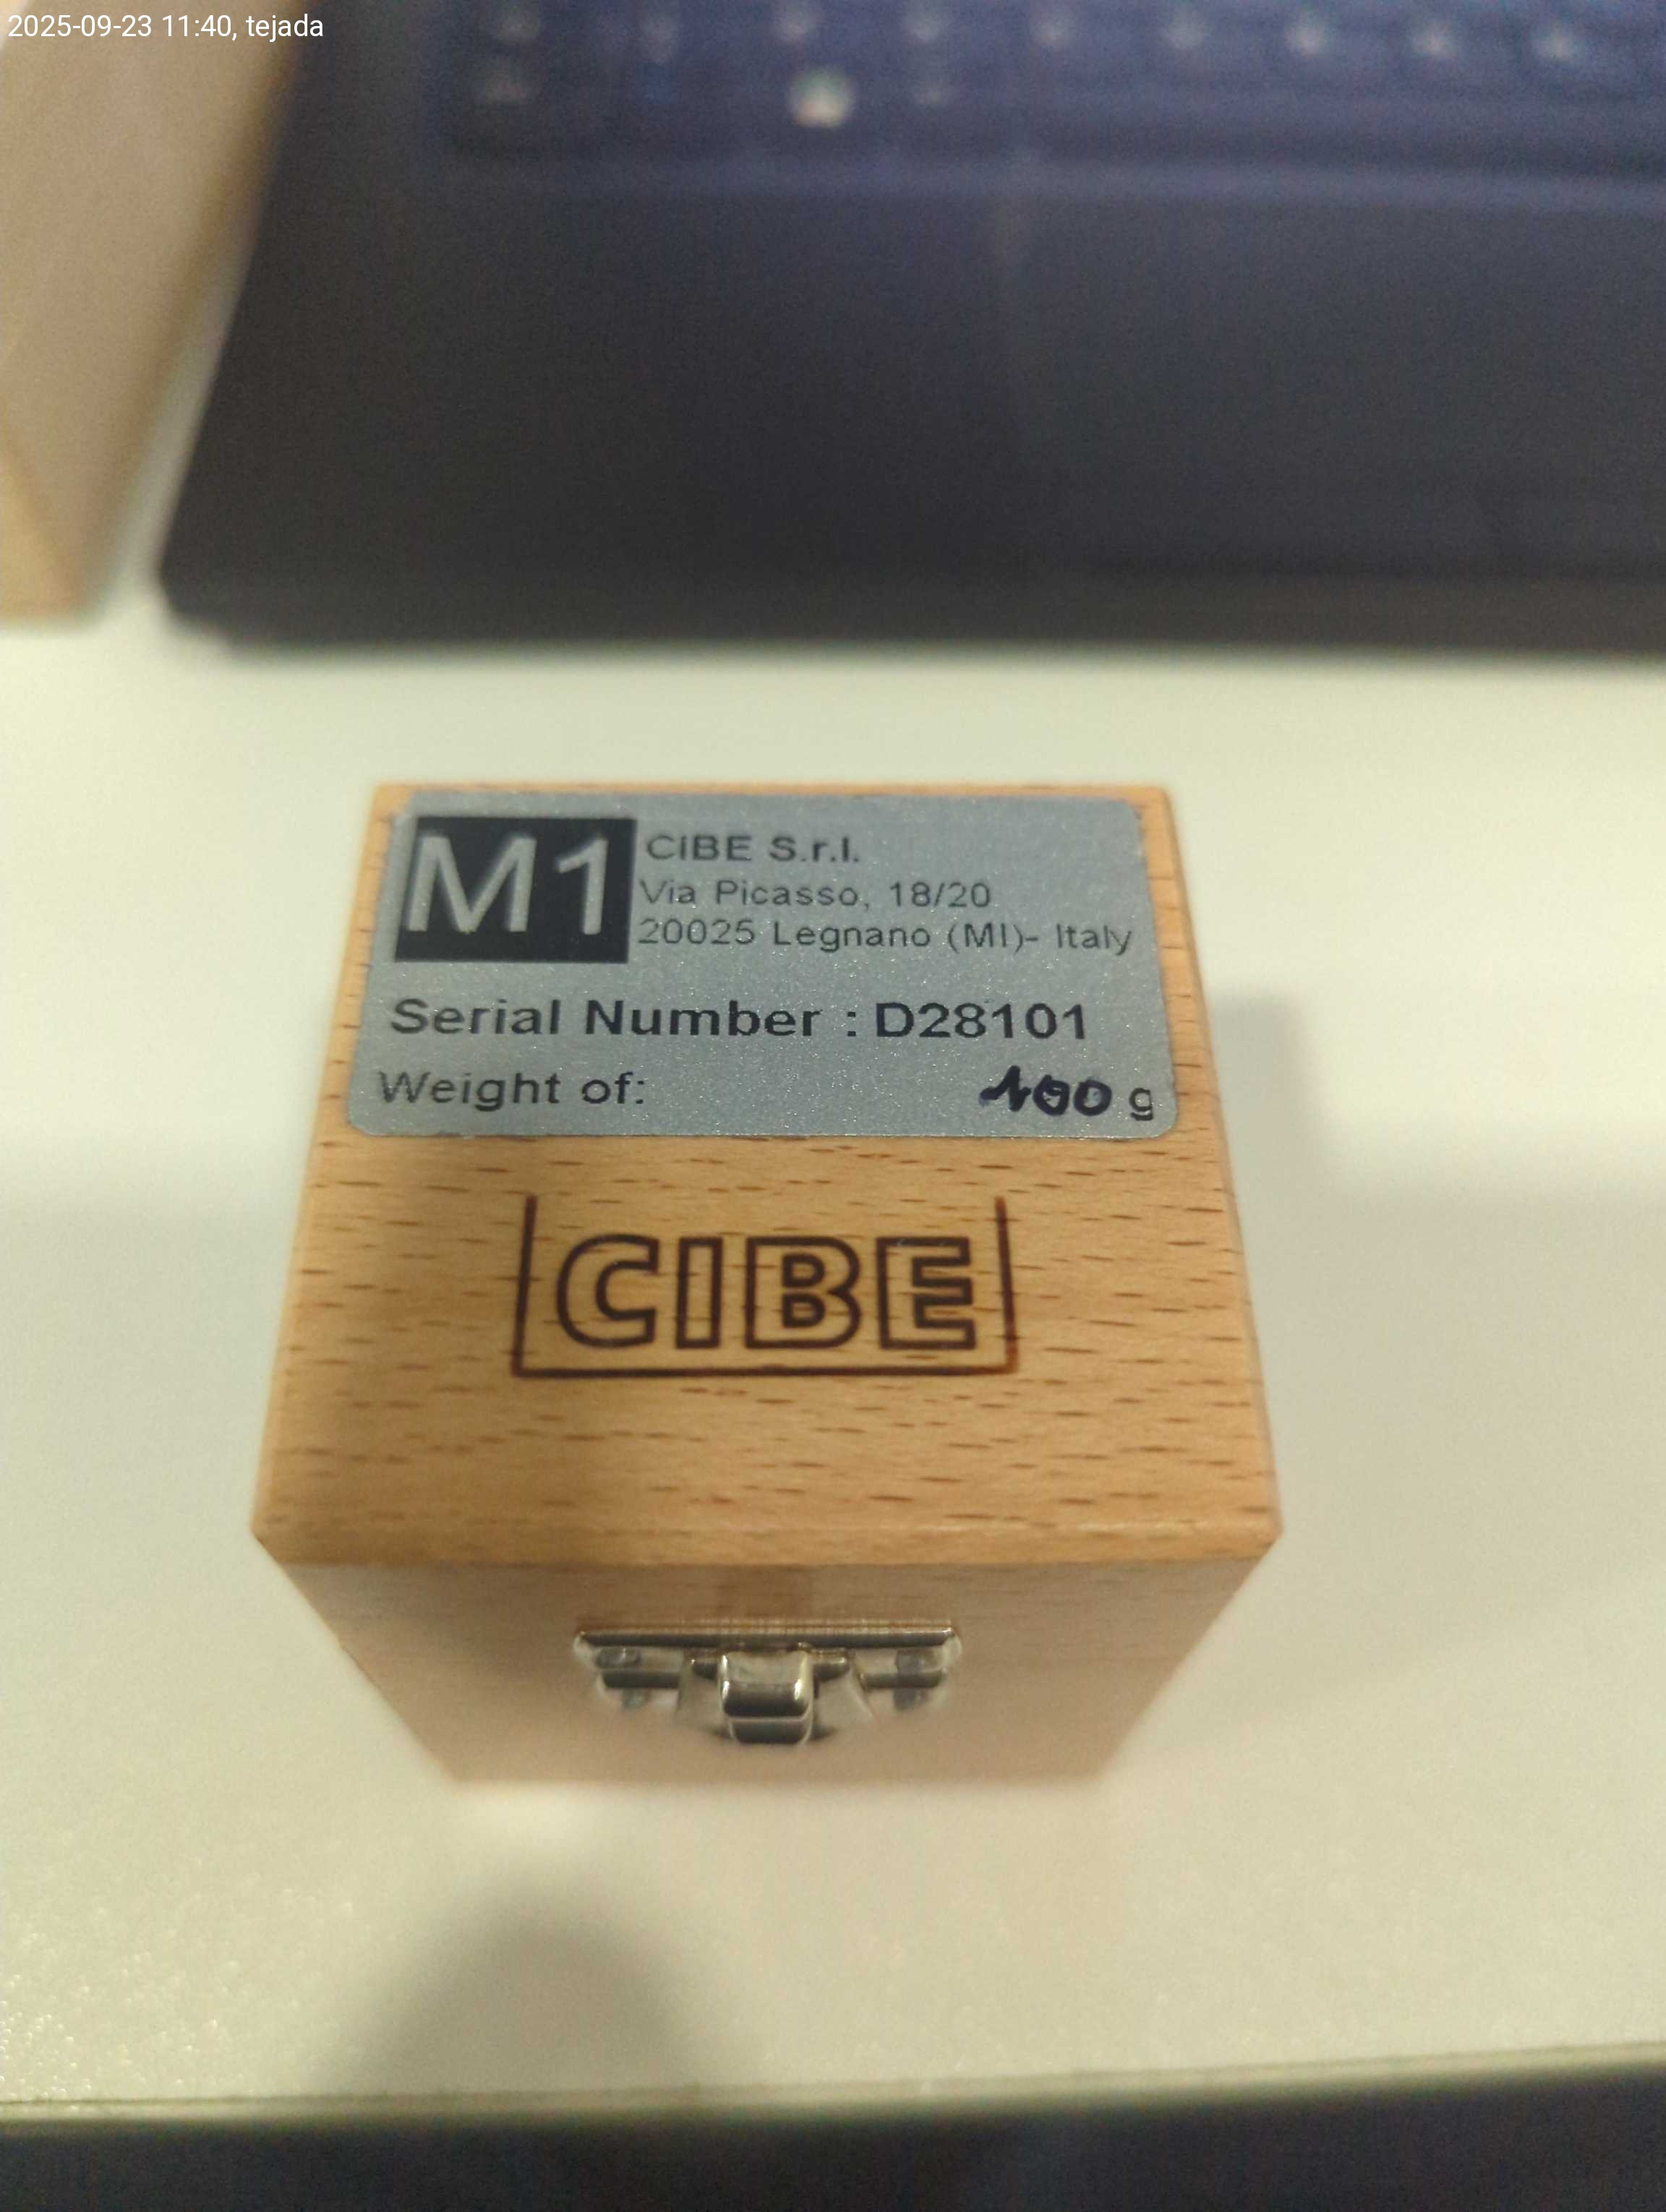 2025-09-23 11:40, tejada
M1
CIBE S.r.l.
Via Picasso, 18/20
20025 Legnano (MI)- Italy
Serial Number : D28101
Weight of: 100 g
CIBE